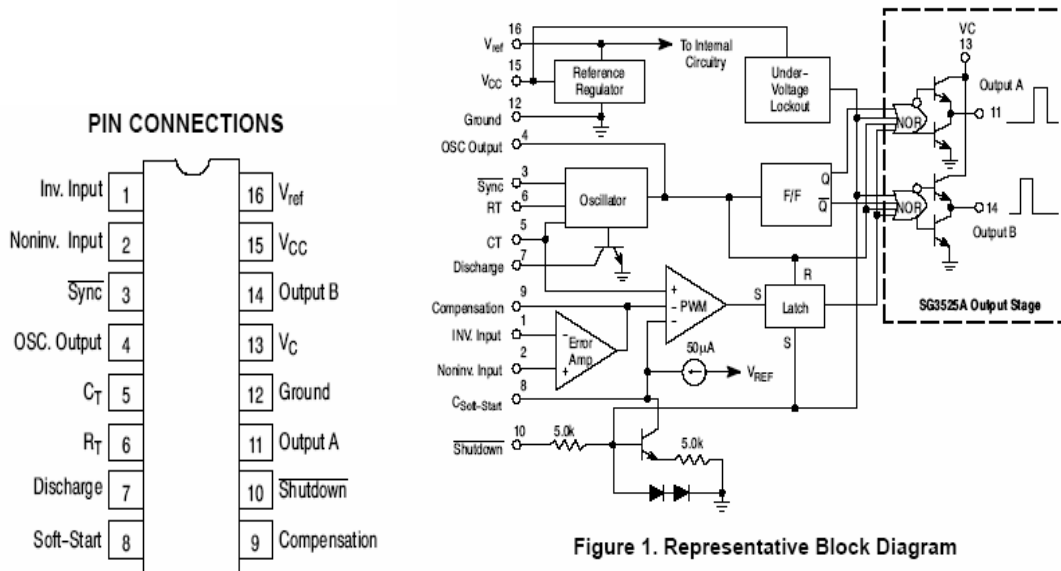 PIN CONNECTIONS
Inv. Input 1
16 Vref
Noninv. Input 2
15 VCC
Sync 3
14 Output B
OSC. Output 4
13 VC
CT 5
12 Ground
RT 6
11 Output A
Discharge 7
10 Shutdown
Soft-Start 8
9 Compensation
16
Vref
To Internal
Circuitry
15
VCC
Reference
Regulator
Under-
Voltage
Lockout
12
Ground
4
OSC Output
3
Sync
6
RT
Oscillator
5
CT
7
Discharge
F/F
Q
Q
VC
13
Output A
NOR
11
NOR
14
Output B
SG3525A Output Stage
9
Compensation
1
INV. Input
2
Noninv. Input
Error
Amp
+
–
–
PWM
–
+
S
R
Latch
S
50µA
VREF
8
CSoft-Start
10
Shutdown
5.0k
5.0k
Figure 1. Representative Block Diagram